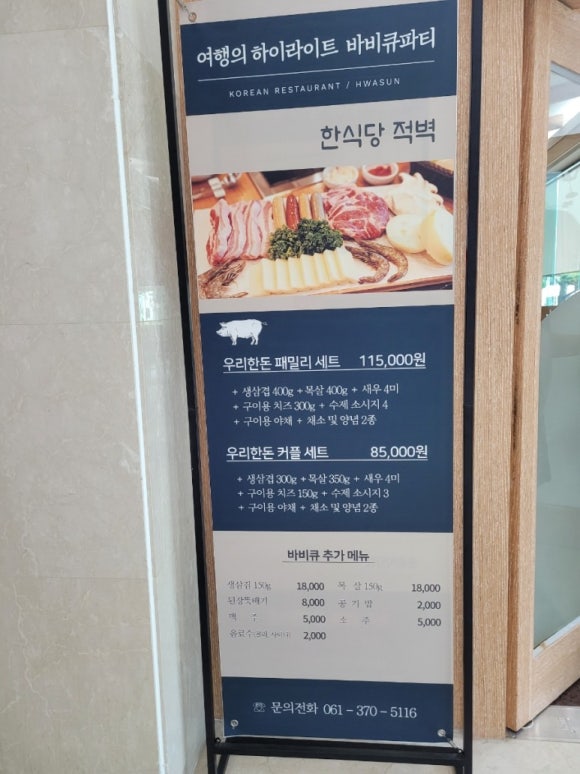 여행의 하이라이트 바비큐파티
KOREAN RESTAURANT / HWASUN
한식당 적벽
우리한돈 패밀리 세트 115,000원
+ 생삼겹 400g + 목살 400g + 새우 4미
+ 구이용 치즈 300g + 수제 소시지 4
+ 구이용 야채 + 채소 및 양념 2종
우리한돈 커플 세트 85,000원
+ 생삼겹 300g + 목살 350g + 새우 4미
+ 구이용 치즈 150g + 수제 소시지 3
+ 구이용 야채 + 채소 및 양념 2종
바비큐 추가 메뉴
생삼겹 150g 18,000 목 살 150g 18,000
된장뚝배기 8,000 공 기 밥 2,000
맥 주 5,000 소 주 5,000
음료수(콜라, 사이다) 2,000
☏ 문의전화 061 – 370 – 5116